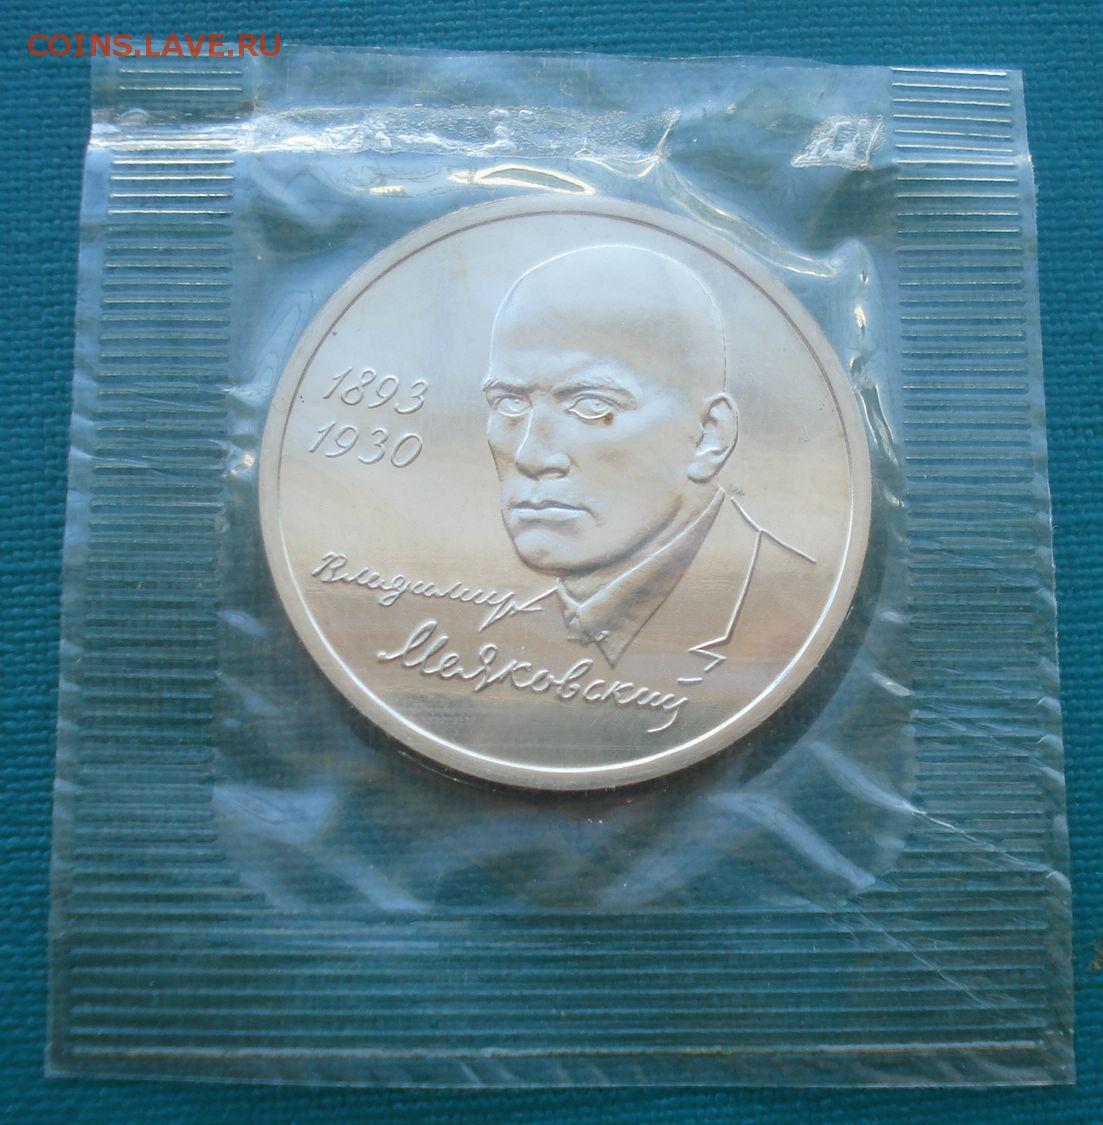 COINS.LAVE.RU
1893
1930
Владимир
Маяковский